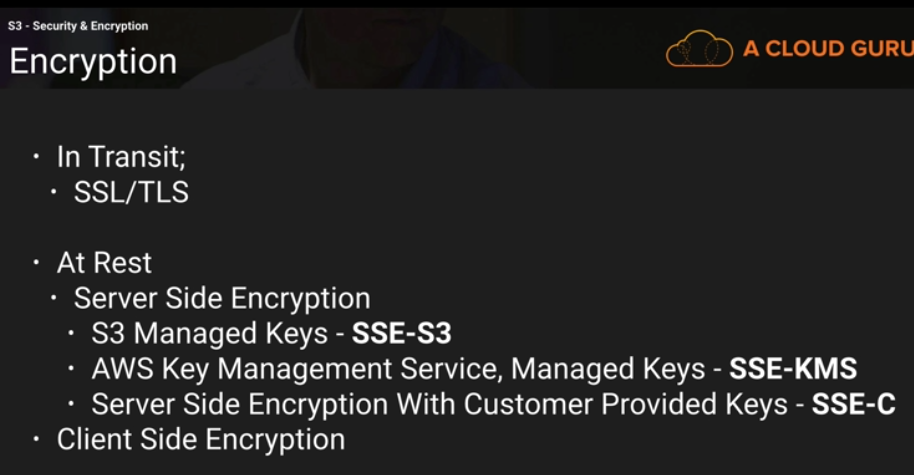 S3 - Security & Encryption
Encryption
A CLOUD GURU
• In Transit;
• SSL/TLS
• At Rest
• Server Side Encryption
• S3 Managed Keys - SSE-S3
• AWS Key Management Service, Managed Keys - SSE-KMS
• Server Side Encryption With Customer Provided Keys - SSE-C
• Client Side Encryption